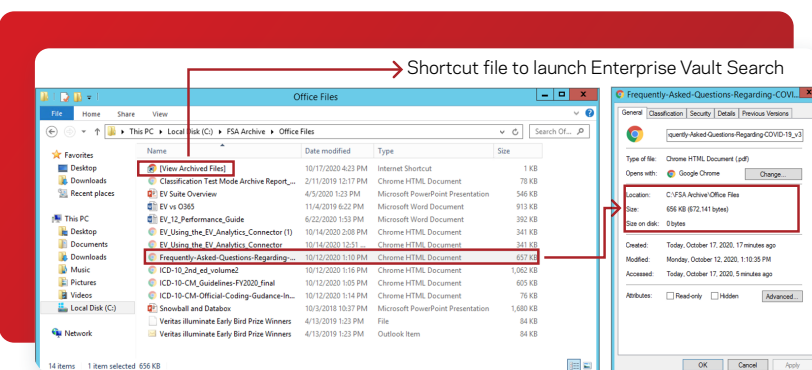 Shortcut file to launch Enterprise Vault Search
Office Files
File Home Share View
This PC ▸ Local Disk (C:) ▸ FSA Archive ▸ Office Files
Search Of...
Name Date modified Type Size
Favorites
Desktop
Downloads
Recent places
This PC
Desktop
Documents
Downloads
Music
Pictures
Videos
Local Disk (C:)
Network
[View Archived Files] 10/17/2020 4:23 PM Internet Shortcut 1 KB
Classification Test Mode Archive Report_... 2/11/2019 12:17 PM Chrome HTML Document 78 KB
EV Suite Overview 4/5/2020 1:23 PM Microsoft PowerPoint Presentation 546 KB
EV vs O365 11/4/2019 6:22 PM Microsoft Word Document 913 KB
EV_12_Performance_Guide 6/22/2020 1:53 PM Microsoft Word Document 392 KB
EV_Using_the_EV_Analytics_Connector (1) 10/14/2020 2:08 PM Chrome HTML Document 341 KB
EV_Using_the_EV_Analytics_Connector 10/14/2020 12:51 ... Chrome HTML Document 341 KB
Frequently-Asked-Questions-Regarding-... 10/12/2020 1:10 PM Chrome HTML Document 657 KB
ICD-10_2nd_ed_volume2 10/12/2020 1:16 PM Chrome HTML Document 1,062 KB
ICD-10-CM_Guidelines-FY2020_final 10/12/2020 1:05 PM Chrome HTML Document 605 KB
ICD-10-CM-Official-Coding-Gudance-In... 10/12/2020 1:14 PM Chrome HTML Document 76 KB
Snowball and Databox 10/3/2018 10:37 PM Microsoft PowerPoint Presentation 1,680 KB
Veritas illuminate Early Bird Prize Winners 4/13/2019 1:23 PM File 84 KB
Veritas illuminate Early Bird Prize Winners 4/13/2019 1:23 PM Outlook Item 84 KB
14 items 1 item selected 656 KB
Frequently-Asked-Questions-Regarding-COVI...
General Classification Security Details Previous Versions
quently-Asked-Questions-Regarding-COVID-19_v3
Type of file: Chrome HTML Document (.pdf)
Opens with: Google Chrome Change...
Location: C:\FSA Archive\Office Files
Size: 656 KB (672,141 bytes)
Size on disk: 0 bytes
Created: Today, October 17, 2020, 17 minutes ago
Modified: Monday, October 12, 2020, 1:10:35 PM
Accessed: Today, October 17, 2020, 5 minutes ago
Attributes: Read-only Hidden Advanced...
OK Cancel Apply